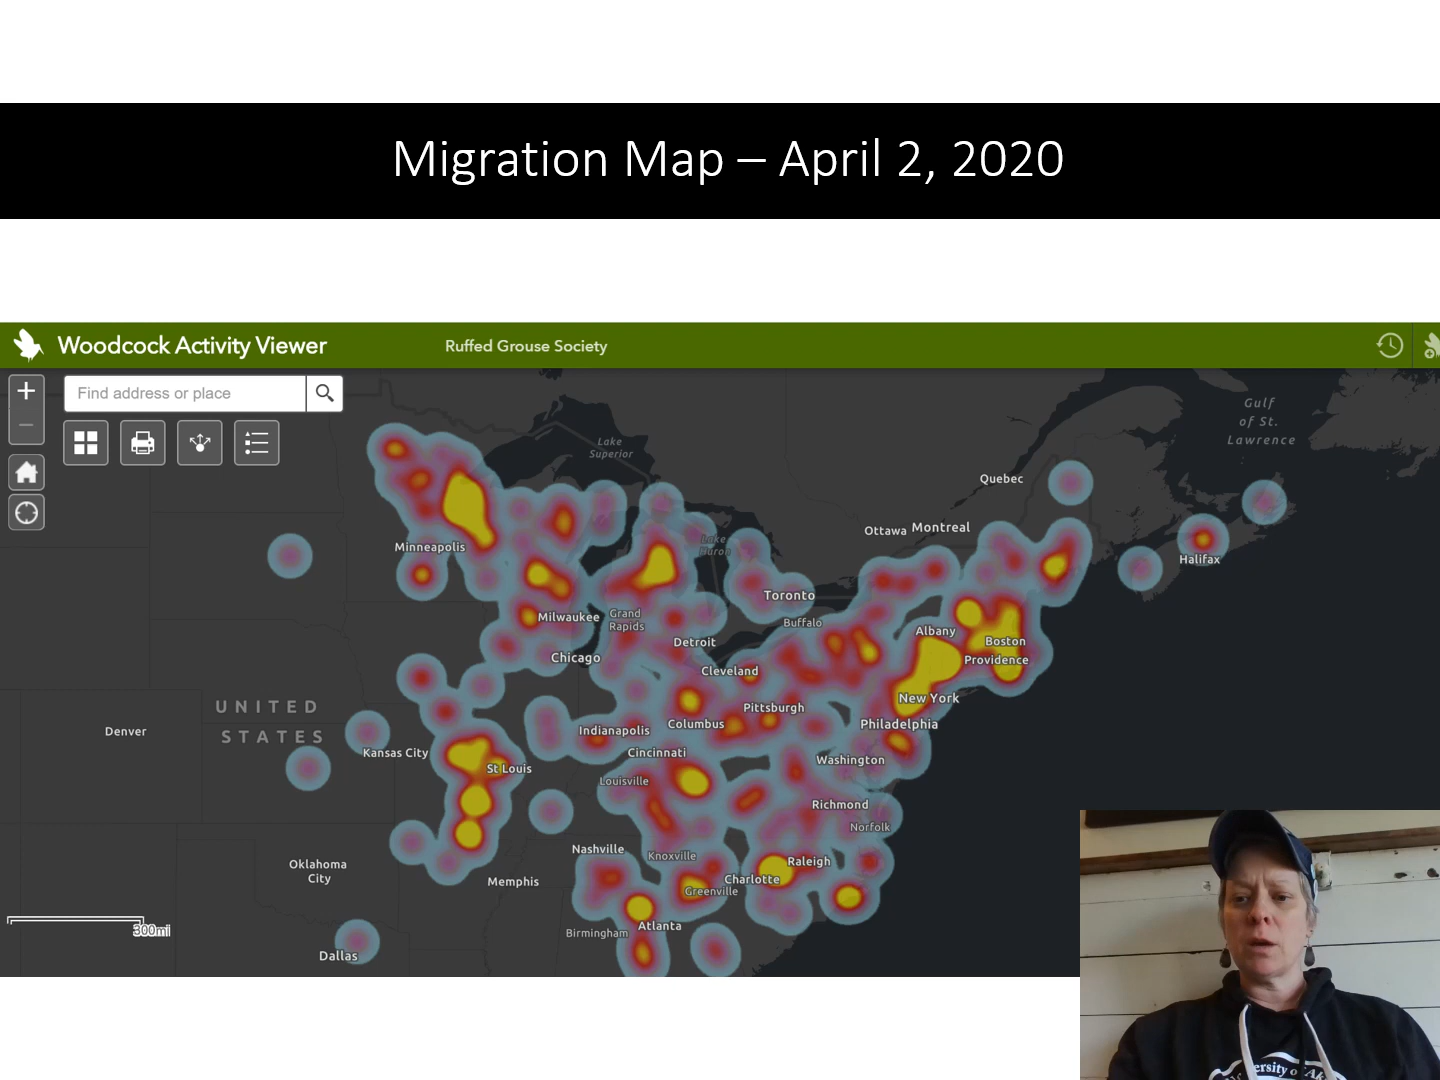 Migration Map – April 2, 2020
Woodcock Activity Viewer
Ruffed Grouse Society
+
Find address or place
–
Gulf
of St.
Lawrence
Lake
Superior
Quebec
Ottawa
Montreal
Lake
Huron
Minneapolis
Halifax
Toronto
Milwaukee
Grand
Rapids
Buffalo
Albany
Boston
Detroit
Chicago
Providence
Cleveland
New York
UNITED
STATES
Pittsburgh
Columbus
Philadelphia
Denver
Indianapolis
Kansas City
Cincinnati
Washington
St Louis
Louisville
Richmond
Norfolk
Nashville
Knoxville
Raleigh
Oklahoma
City
Memphis
Charlotte
Greenville
300mi
Birmingham
Atlanta
Dallas